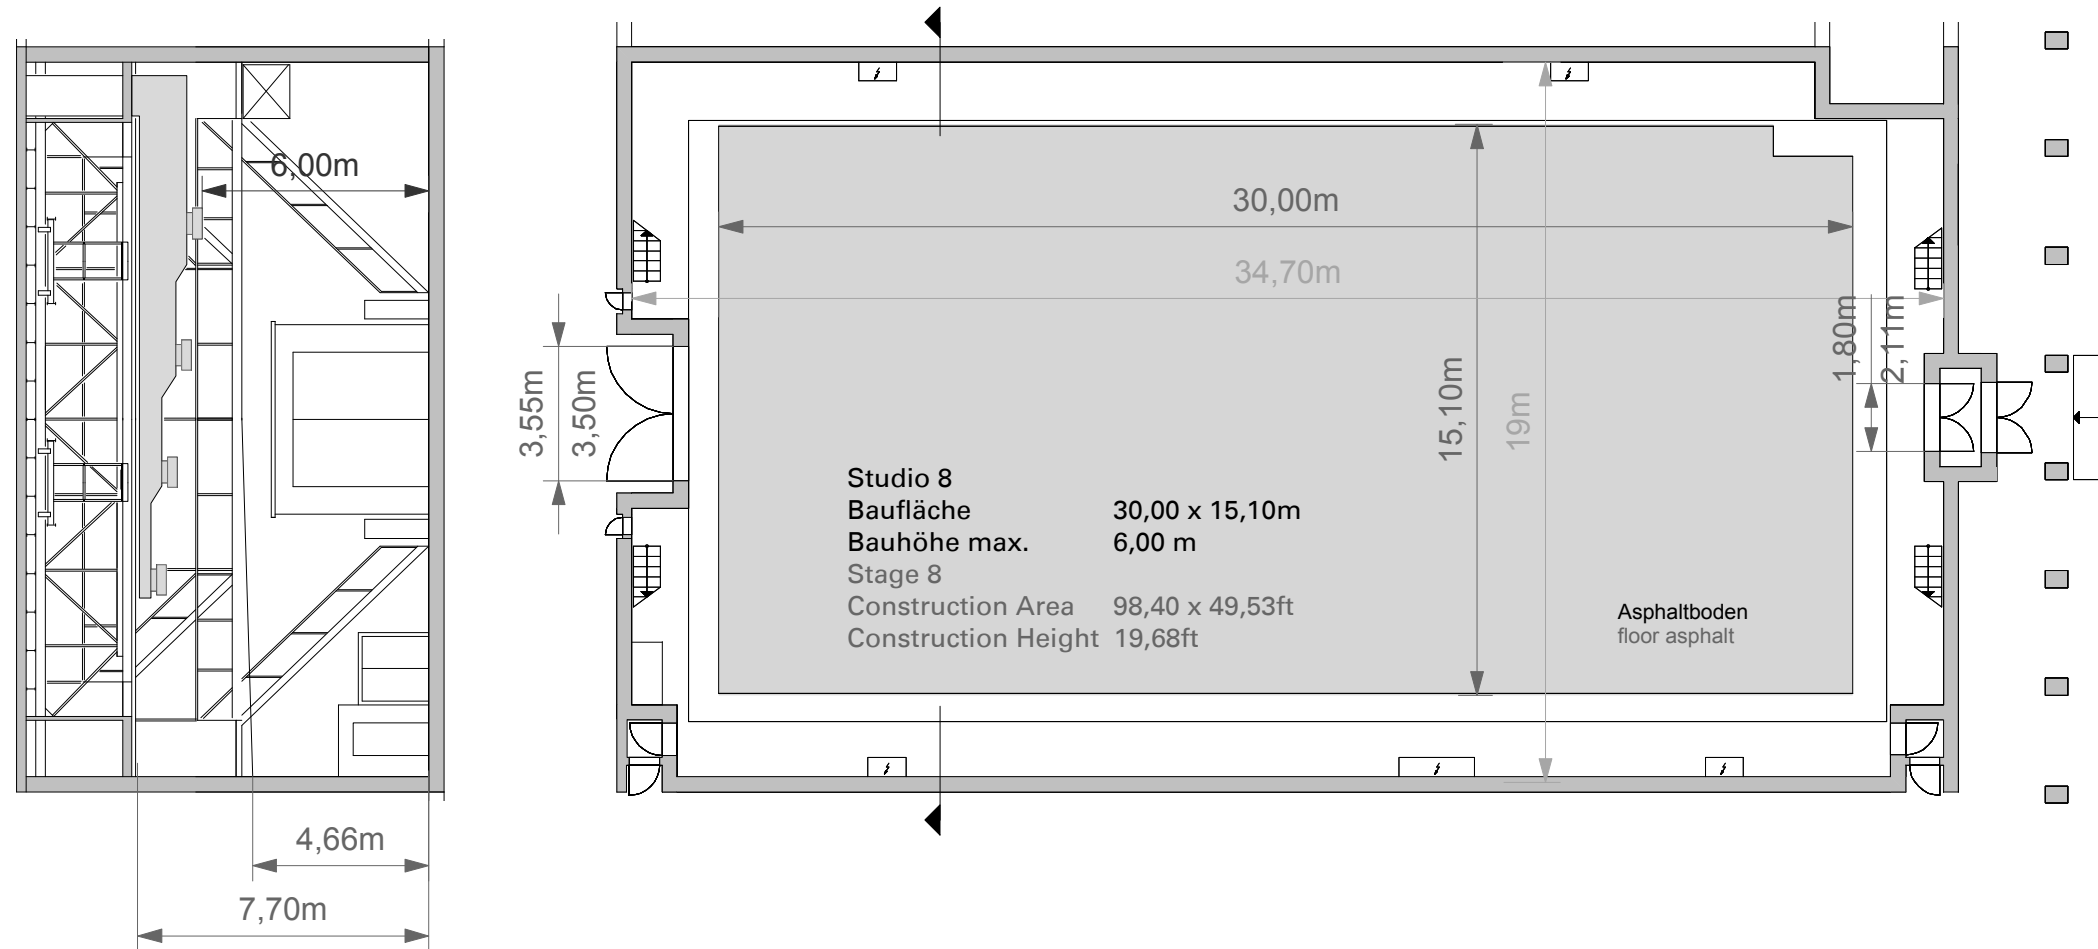 6,00m
4,66m
7,70m
30,00m
34,70m
3,55m
3,50m
15,10m
19m
1,80m
2,11m
Studio 8
Baufläche 30,00 x 15,10m
Bauhöhe max. 6,00 m
Stage 8
Construction Area 98,40 x 49,53ft
Construction Height 19,68ft
Asphaltboden
floor asphalt